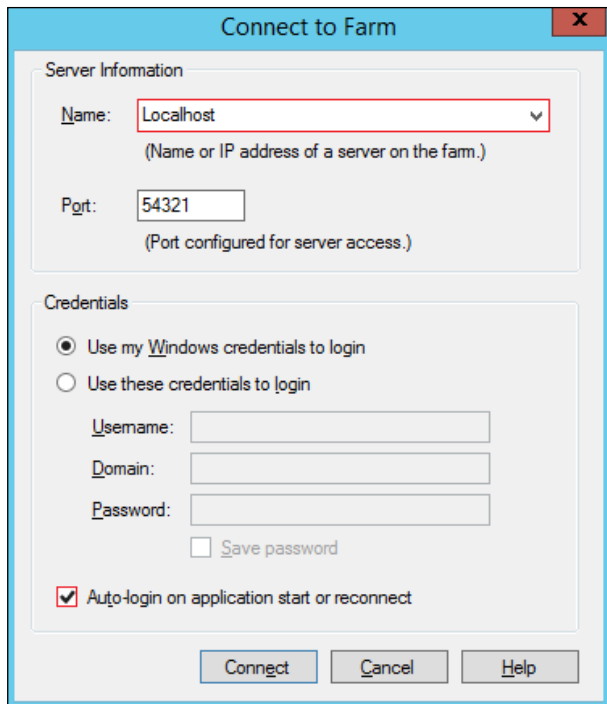 Connect to Farm
x
Server Information
Name: Localhost
(Name or IP address of a server on the farm.)
Port: 54321
(Port configured for server access.)
Credentials
Use my Windows credentials to login
Use these credentials to login
Username:
Domain:
Password:
Save password
Auto-login on application start or reconnect
Connect Cancel Help